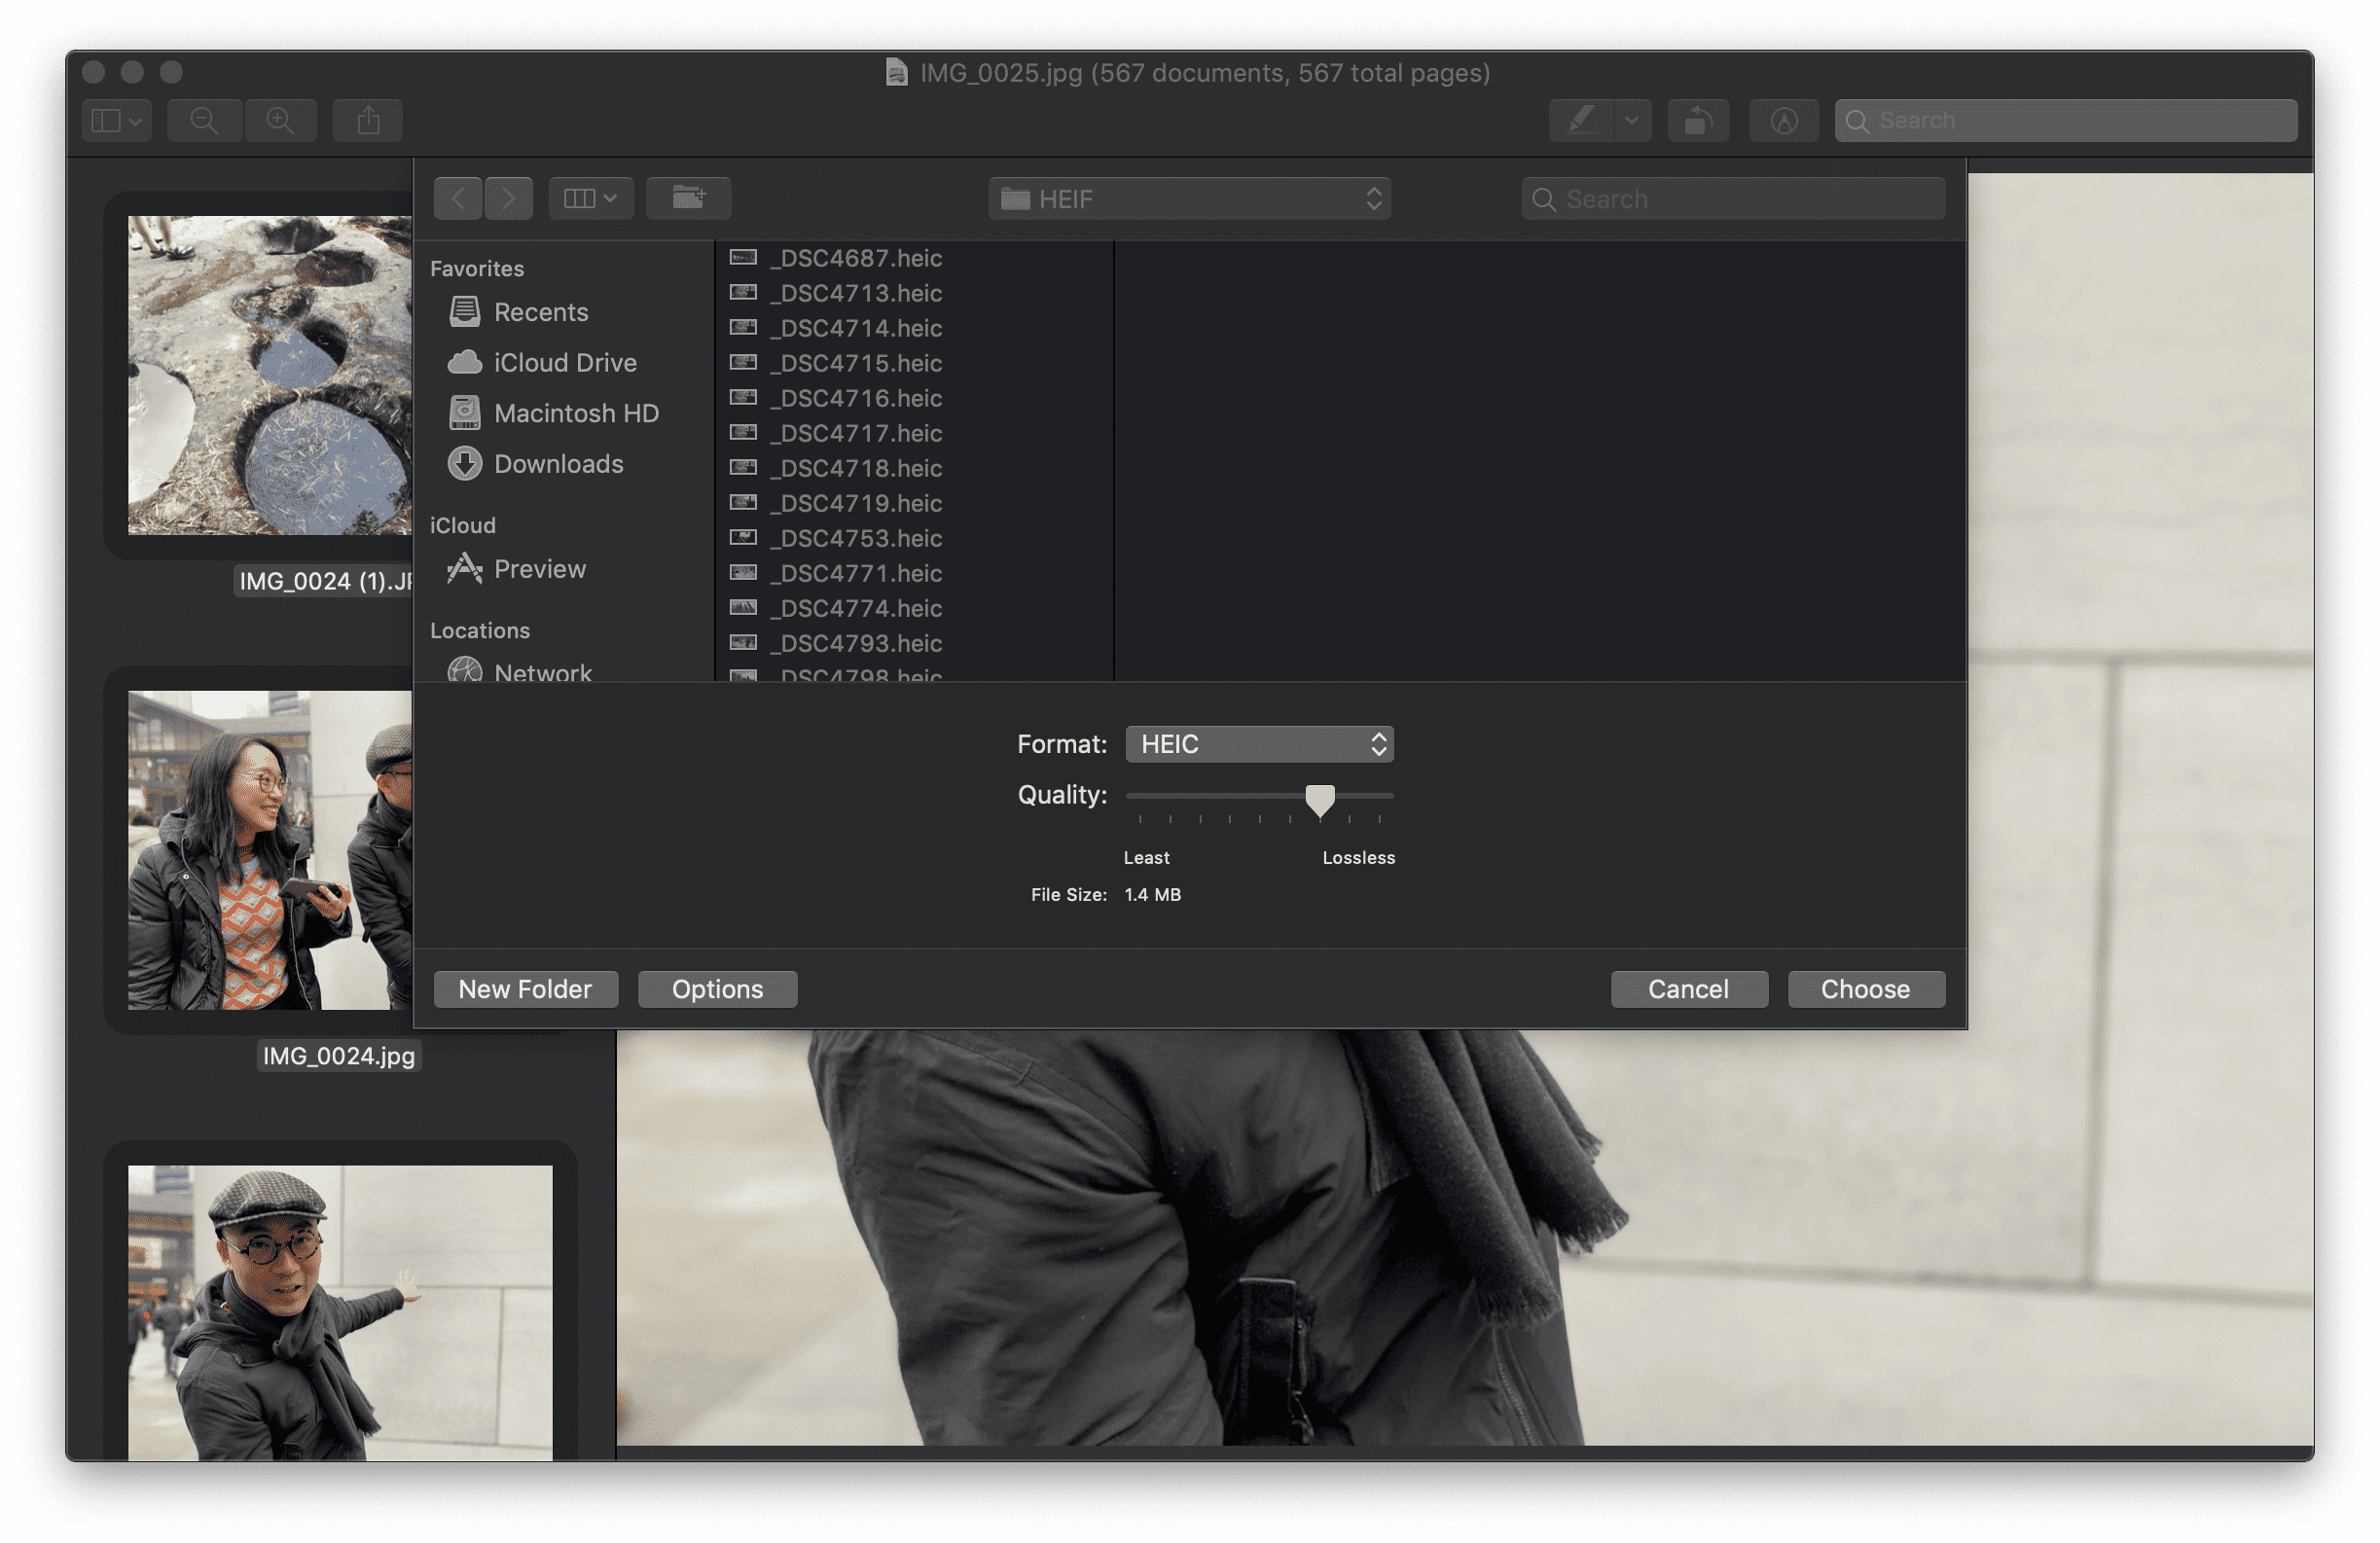 IMG_0025.jpg (567 documents, 567 total pages)
Search
HEIF
Search
Favorites
Recents
iCloud Drive
Macintosh HD
Downloads
iCloud
Preview
Locations
Network
_DSC4687.heic
_DSC4713.heic
_DSC4714.heic
_DSC4715.heic
_DSC4716.heic
_DSC4717.heic
_DSC4718.heic
_DSC4719.heic
_DSC4753.heic
_DSC4771.heic
_DSC4774.heic
_DSC4793.heic
_DSC4798.heic
IMG_0024 (1).J
Format: HEIC
Quality:
Least Lossless
File Size: 1.4 MB
New Folder Options Cancel Choose
IMG_0024.jpg